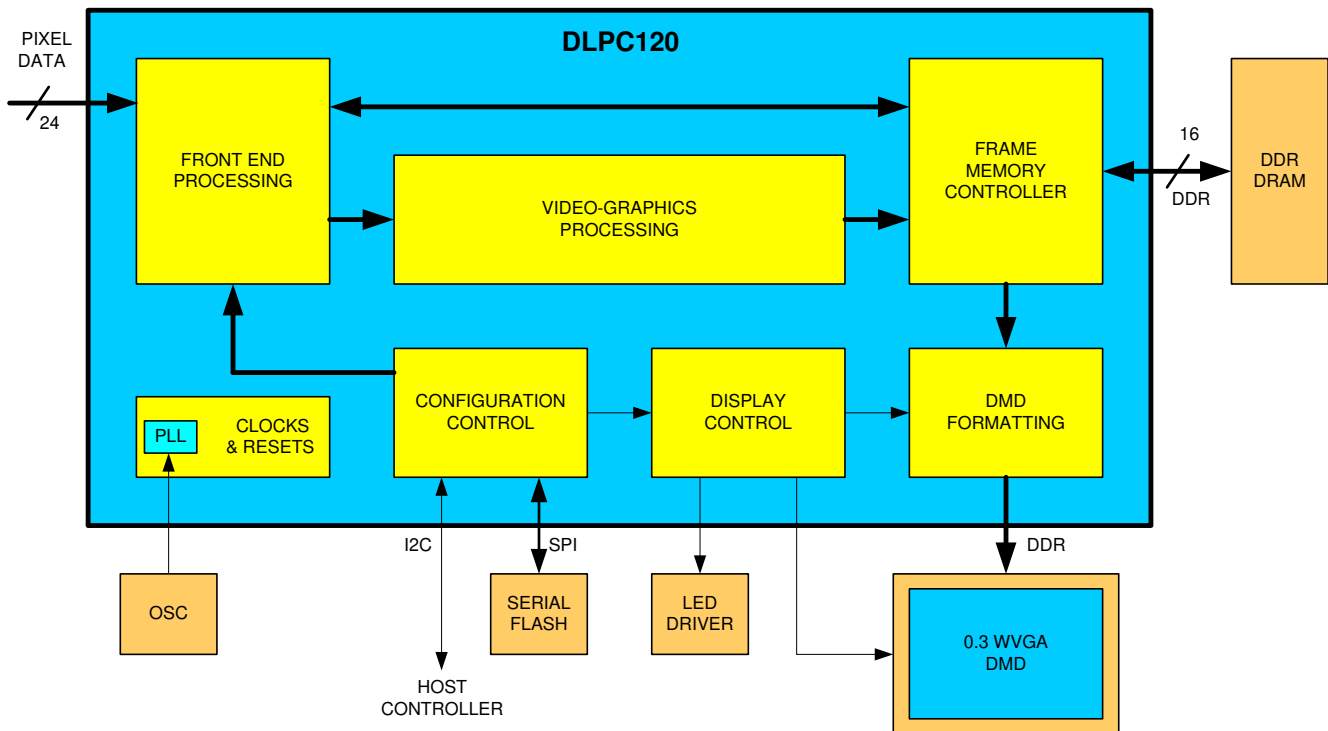 DLPC120
PIXEL
DATA
24
FRONT END
PROCESSING
VIDEO-GRAPHICS
PROCESSING
FRAME
MEMORY
CONTROLLER
16
DDR
DDR
DRAM
CONFIGURATION
CONTROL
DISPLAY
CONTROL
DMD
FORMATTING
PLL
CLOCKS
& RESETS
I2C
SPI
DDR
OSC
SERIAL
FLASH
LED
DRIVER
0.3 WVGA
DMD
HOST
CONTROLLER